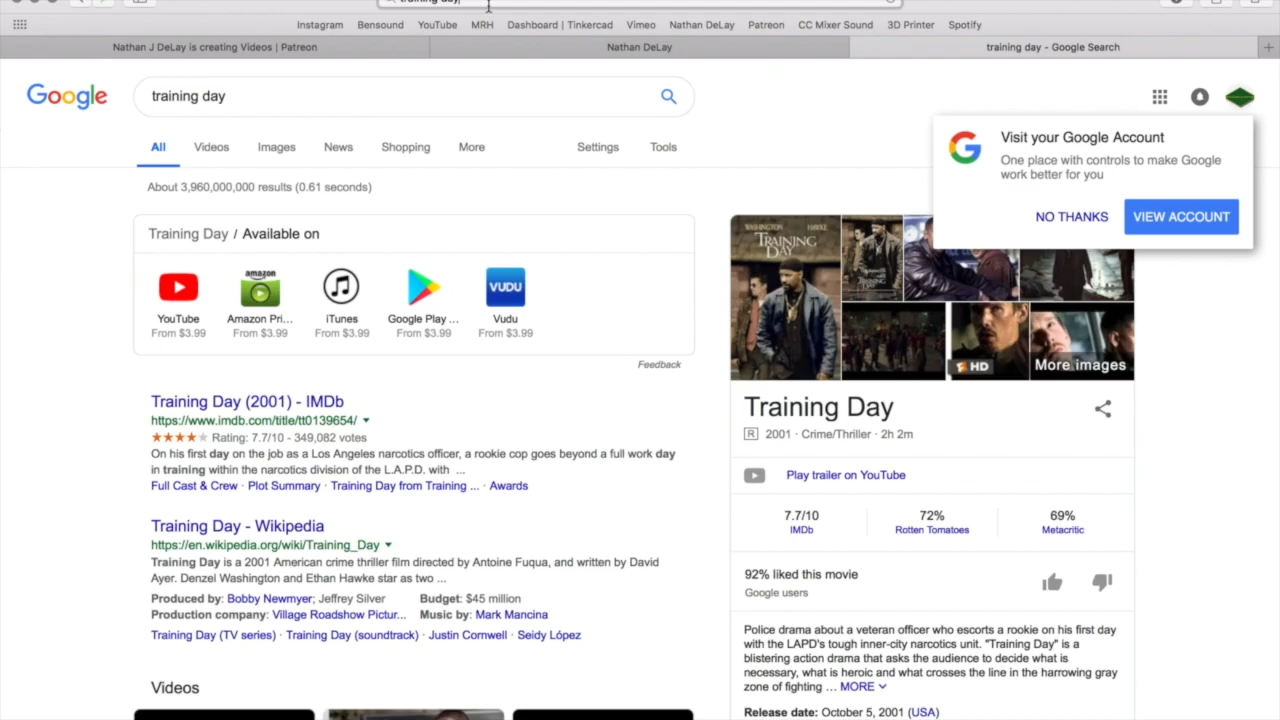 training day
Instagram Bensound YouTube MRH Dashboard | Tinkercad Vimeo Nathan DeLay Patreon CC Mixer Sound 3D Printer Spotify
Nathan J DeLay is creating Videos | Patreon Nathan DeLay training day - Google Search +
Google training day
Visit your Google Account
One place with controls to make Google
work better for you
NO THANKS VIEW ACCOUNT
All Videos Images News Shopping More Settings Tools
About 3,960,000,000 results (0.61 seconds)
Training Day / Available on
amazon
VUDU
YouTube Amazon Pri... iTunes Google Play ... Vudu
From $3.99 From $3.99 From $3.99 From $3.99 From $3.99
Feedback
Training Day (2001) - IMDb
https://www.imdb.com/title/tt0139654/
Rating: 7.7/10 - 349,082 votes
On his first day on the job as a Los Angeles narcotics officer, a rookie cop goes beyond a full work day
in training within the narcotics division of the L.A.P.D. with ...
Full Cast & Crew · Plot Summary · Training Day from Training ... · Awards
Training Day - Wikipedia
https://en.wikipedia.org/wiki/Training_Day
Training Day is a 2001 American crime thriller film directed by Antoine Fuqua, and written by David
Ayer. Denzel Washington and Ethan Hawke star as two ...
Produced by: Bobby Newmyer; Jeffrey Silver Budget: $45 million
Production company: Village Roadshow Pictur... Music by: Mark Mancina
Training Day (TV series) · Training Day (soundtrack) · Justin Cornwell · Seidy López
Videos
WASHINGTON HAWKE
TRAINING
DAY
HD
More images
Training Day
R 2001 · Crime/Thriller · 2h 2m
Play trailer on YouTube
7.7/10 72% 69%
IMDb Rotten Tomatoes Metacritic
92% liked this movie
Google users
Police drama about a veteran officer who escorts a rookie on his first day
with the LAPD's tough inner-city narcotics unit. "Training Day" is a
blistering action drama that asks the audience to decide what is
necessary, what is heroic and what crosses the line in the harrowing gray
zone of fighting ... MORE
Release date: October 5, 2001 (USA)